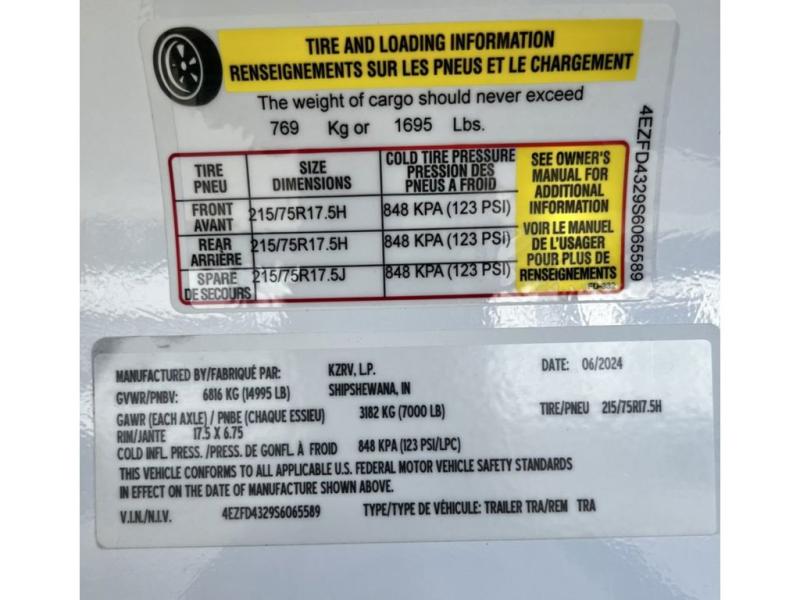 TIRE AND LOADING INFORMATION
RENSEIGNEMENTS SUR LES PNEUS ET LE CHARGEMENT
The weight of cargo should never exceed
769 Kg or 1695 Lbs.
TIRE PNEU SIZE DIMENSIONS COLD TIRE PRESSURE PRESSION DES PNEUS A FROID
FRONT AVANT 215/75R17.5H 848 KPA (123 PSI)
REAR ARRIÈRE 215/75R17.5H 848 KPA (123 PSI)
SPARE DE SECOURS 215/75R17.5J 848 KPA (123 PSI)
SEE OWNER'S
MANUAL FOR
ADDITIONAL
INFORMATION
VOIR LE MANUEL
DE L'USAGER
POUR PLUS DE
RENSEIGNEMENTS
4EZFD4329S6065589
MANUFACTURED BY/FABRIQUÉ PAR: KZRV, L.P. DATE: 06/2024
GVWR/PNBV: 6816 KG (14995 LB) SHIPSHEWANA, IN
GAWR (EACH AXLE) / PNBE (CHAQUE ESSIEU) 3182 KG (7000 LB) TIRE/PNEU 215/75R17.5H
RIM/JANTE 17.5 X 6.75
COLD INFL. PRESS. /PRESS. DE GONFL. À FROID 848 KPA (123 PSI/LPC)
THIS VEHICLE CONFORMS TO ALL APPLICABLE U.S. FEDERAL MOTOR VEHICLE SAFETY STANDARDS
IN EFFECT ON THE DATE OF MANUFACTURE SHOWN ABOVE.
V.I.N./N.I.V. 4EZFD4329S6065589 TYPE/TYPE DE VÉHICULE: TRAILER TRA/REM TRA